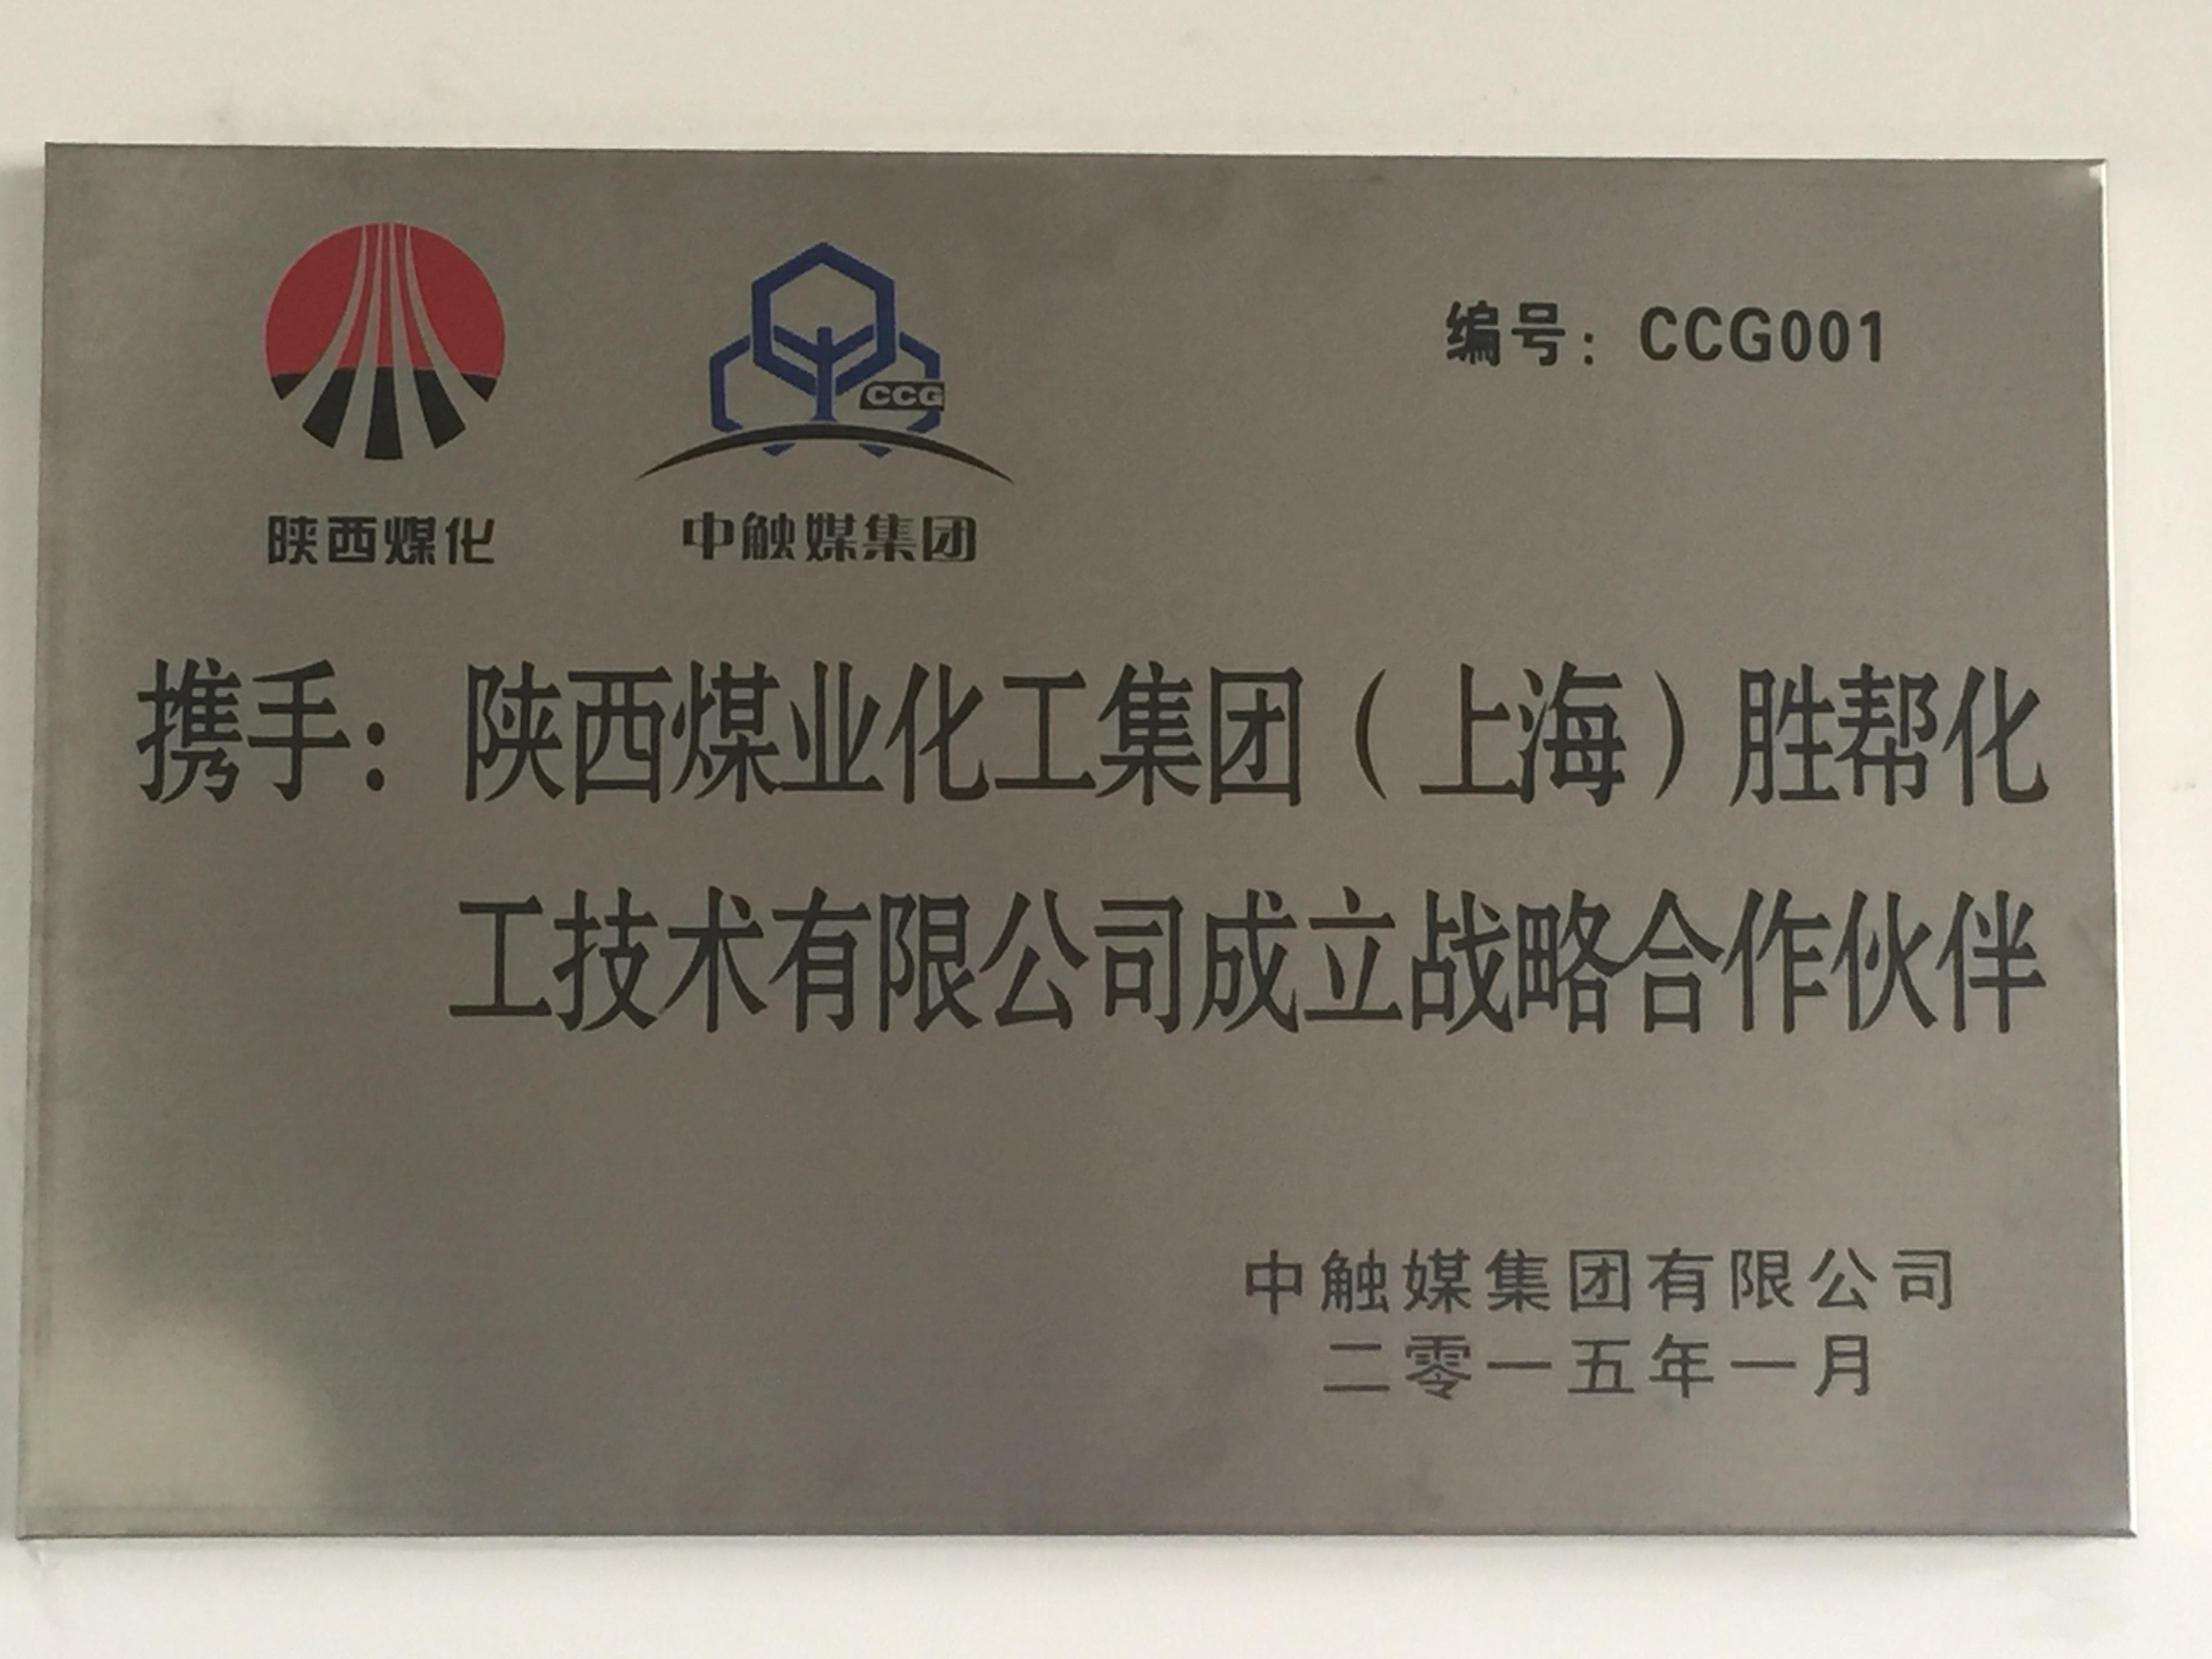 编号：CCG001
CCG
陕西煤化
中触媒集团
携手：陕西煤业化工集团（上海）胜帮化
工技术有限公司成立战略合作伙伴
中触媒集团有限公司
二零一五年一月